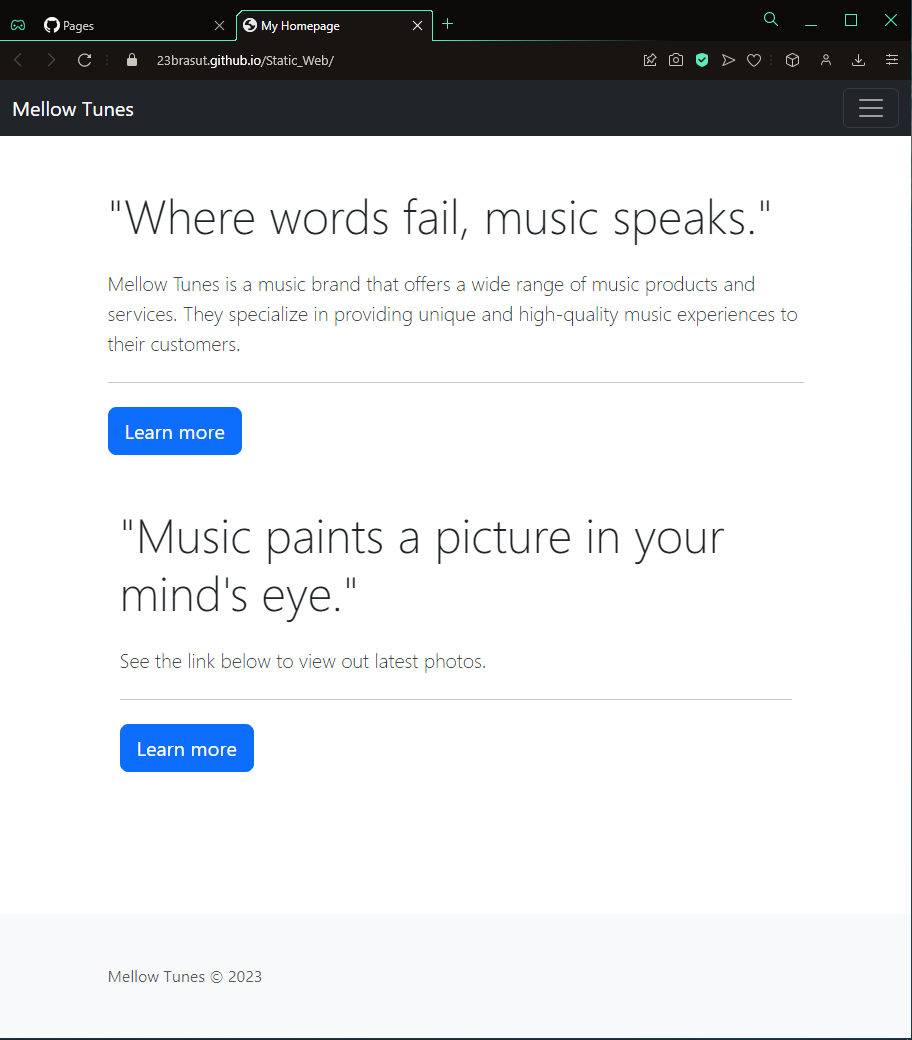 Pages
My Homepage
23brasut.github.io/Static_Web/
Mellow Tunes
"Where words fail, music speaks."
Mellow Tunes is a music brand that offers a wide range of music products and
services. They specialize in providing unique and high-quality music experiences to
their customers.
Learn more
"Music paints a picture in your
mind's eye."
See the link below to view out latest photos.
Learn more
Mellow Tunes © 2023